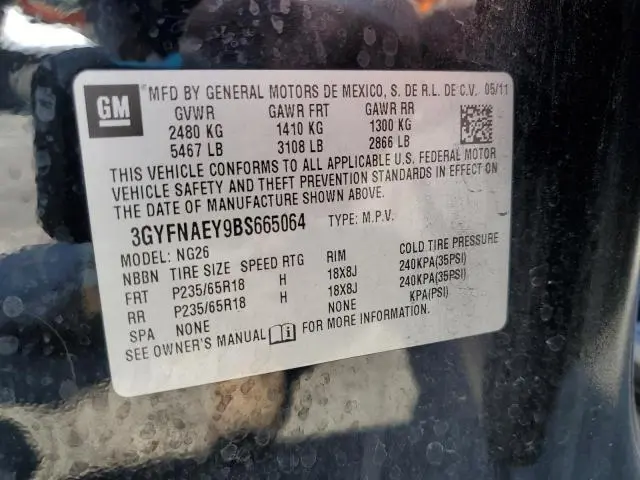 GM ® MFD BY GENERAL MOTORS DE MEXICO, S. DE R.L. DE C.V. 05/11
GVWR GAWR FRT GAWR RR
2480 KG 1410 KG 1300 KG
5467 LB 3108 LB 2866 LB
THIS VEHICLE CONFORMS TO ALL APPLICABLE U.S. FEDERAL MOTOR
VEHICLE SAFETY AND THEFT PREVENTION STANDARDS IN EFFECT ON
THE DATE OF MANUFACTURE SHOWN ABOVE.
3GYFNAEY9BS665064 TYPE: M.P.V.
MODEL: NG26
NBBN TIRE SIZE SPEED RTG RIM COLD TIRE PRESSURE
FRT P235/65R18 H 18X8J 240KPA(35PSI)
RR P235/65R18 H 18X8J 240KPA(35PSI)
SPA NONE NONE KPA(PSI)
SEE OWNER'S MANUAL FOR MORE INFORMATION.